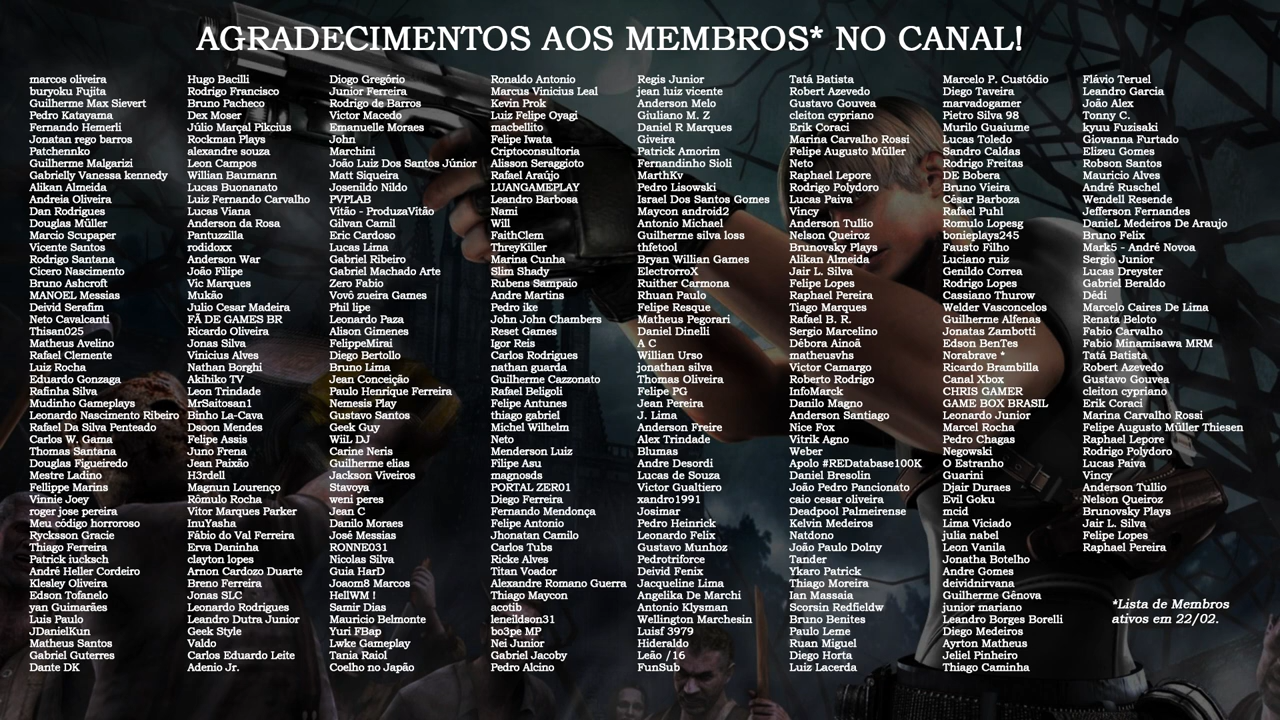 AGRADECIMENTOS AOS MEMBROS* NO CANAL!
marcos oliveira
buryoku Fujita
Guilherme Max Sievert
Pedro Katayama
Fernando Hemerli
Jonatan rego barros
Patchennko
Guilherme Malgarizi
Gabrielly Vanessa kennedy
Alikan Almeida
Andreia Oliveira
Dan Rodrigues
Douglas Müller
Marcio Scupaper
Vicente Santos
Rodrigo Santana
Cicero Nascimento
Bruno Ashcroft
MANOEL Messias
Deivid Serafim
Neto Cavalcanti
Thisan025
Matheus Avelino
Rafael Clemente
Luiz Rocha
Eduardo Gonzaga
Rafinha Silva
Mudinho Gameplays
Leonardo Nascimento Ribeiro
Rafael Da Silva Penteado
Carlos W. Gama
Thomas Santana
Douglas Figueiredo
Mestre Ladino
Fellippe Marins
Vinnie Joey
roger jose pereira
Meu código horroroso
Rycksson Gracie
Thiago Ferreira
Patrick iucksch
André Heller Cordeiro
Klesley Oliveira
Edson Tofanelo
yan Guimarães
Luis Paulo
JDanielKun
Matheus Santos
Gabriel Guterres
Dante DK
Hugo Bacilli
Rodrigo Francisco
Bruno Pacheco
Dex Moser
Júlio Marçal Pikcius
Rockman Plays
alexandre souza
Leon Campos
Willian Baumann
Lucas Buonanato
Luiz Fernando Carvalho
Lucas Viana
Anderson da Rosa
Pantuzzilla
rodidoxx
Anderson War
João Filipe
Vic Marques
Mukão
Julio Cesar Madeira
FÃ DE GAMES BR
Ricardo Oliveira
Jonas Silva
Vinicius Alves
Nathan Borghi
Akihiko TV
Leon Trindade
MrSaitosan1
Binho La-Cava
Dsoon Mendes
Felipe Assis
Juno Frena
Jean Paixão
H3rdell
Magnun Lourenço
Rômulo Rocha
Vitor Marques Parker
InuYasha
Fábio do Val Ferreira
Erva Daninha
clayton lopes
Arnon Cardozo Duarte
Breno Ferreira
Jonas SLC
Leonardo Rodrigues
Leandro Dutra Junior
Geek Style
Valdo
Carlos Eduardo Leite
Adenio Jr.
Diogo Gregório
Junior Ferreira
Rodrigo de Barros
Victor Macedo
Emanuelle Moraes
John
Marchini
João Luiz Dos Santos Júnior
Matt Siqueira
Josenildo Nildo
PVPLAB
Vitão - ProduzaVitão
Gilvan Camil
Eric Cardoso
Lucas Lima
Gabriel Ribeiro
Gabriel Machado Arte
Zero Fabio
Vovô zueira Games
Phil lipe
Leonardo Paza
Alison Gimenes
FelippeMirai
Diego Bertollo
Bruno Lima
Jean Conceição
Paulo Henrique Ferreira
Nemesis Play
Gustavo Santos
Geek Guy
WiiL DJ
Carine Neris
Guilherme elias
Jackson Viveiros
Stavoya
weni peres
Jean C
Danilo Moraes
José Messias
RONNE031
Nicolas Silva
Guia HarD
Joaom8 Marcos
HellWM !
Samir Dias
Mauricio Belmonte
Yuri FBap
Lwke Gameplay
Tania Raiol
Coelho no Japão
Ronaldo Antonio
Marcus Vinicius Leal
Kevin Prok
Luiz Felipe Oyagi
macbellito
Felipe Iwata
Criptoconsultoria
Alisson Seraggioto
Rafael Araújo
LUANGAMEPLAY
Leandro Barbosa
Nami
Will
FaithClem
ThreyKiller
Marina Cunha
Slim Shady
Rubens Sampaio
Andre Martins
Pedro ike
John John Chambers
Reset Games
Igor Reis
Carlos Rodrigues
nathan guarda
Guilherme Cazzonato
Rafael Beligoli
Felipe Antunes
thiago gabriel
Michel Wilhelm
Neto
Menderson Luiz
Filipe Asu
magnosds
PORTAL ZERO1
Diego Ferreira
Fernando Mendonça
Felipe Antonio
Jhonatan Camilo
Carlos Tubs
Ricke Alves
Titan Voador
Alexandre Romano Guerra
Thiago Maycon
acotib
leneildson31
bo3pe MP
Nei Junior
Gabriel Jacoby
Pedro Alcino
Regis Junior
jean luiz vicente
Anderson Melo
Giuliano M. Z
Daniel R Marques
Giveira
Patrick Amorim
Fernandinho Sioli
MarthKv
Pedro Lisowski
Israel Dos Santos Gomes
Maycon android2
Antonio Michael
Guilherme silva loss
thfetool
Bryan Willian Games
ElectrorroX
Ruither Carmona
Rhuan Paulo
Felipe Resque
Matheus Pegorari
Daniel Dinelli
A C
Willian Urso
jonathan silva
Thomas Oliveira
Felipe PG
Jean Pereira
J. Lima
Anderson Freire
Alex Trindade
Blumas
Andre Desordi
Lucas de Souza
Victor Gualtiero
xandro1991
Josimar
Pedro Heinrick
Leonardo Felix
Gustavo Munhoz
Pedrotriforce
Deivid Fenix
Jacqueline Lima
Angelika De Marchi
Antonio Klysman
Wellington Marchesin
Luisf 3979
Hideraldo
Leão /16
FunSub
Tatá Batista
Robert Azevedo
Gustavo Gouvea
cleiton cypriano
Erik Coraci
Marina Carvalho Rossi
Felipe Augusto Müller
Neto
Raphael Lepore
Rodrigo Polydoro
Lucas Paiva
Vincy
Anderson Tullio
Nelson Queiroz
Brunovsky Plays
Alikan Almeida
Jair L. Silva
Felipe Lopes
Raphael Pereira
Tiago Marques
Rafael B. R.
Sergio Marcelino
Débora Ainoã
matheusvhs
Victor Camargo
Roberto Rodrigo
InfoMarck
Danilo Magno
Anderson Santiago
Nice Fox
Vitrik Agno
Weber
Apolo #REDatabase100K
Daniel Bresolin
João Pedro Pancionato
caio cesar oliveira
Deadpool Palmeirense
Kelvin Medeiros
Natdono
João Paulo Dolny
Tander
Ykaro Patrick
Thiago Moreira
Ian Massaia
Scorsin Redfieldw
Bruno Benites
Paulo Leme
Ruan Miguel
Diego Horta
Luiz Lacerda
Marcelo P. Custódio
Diego Taveira
marvadogamer
Pietro Silva 98
Murilo Guaiume
Lucas Toledo
Sandro Caldas
Rodrigo Freitas
DE Bobera
Bruno Vieira
César Barboza
Rafael Puhl
Romulo Lopesg
bonieplays245
Fausto Filho
Luciano ruiz
Genildo Correa
Rodrigo Lopes
Cassiano Thurow
Welder Vasconcelos
Guilherme Alfenas
Jonatas Zambotti
Edson BenTes
Norabrave *
Ricardo Brambilla
Canal Xbox
CHRIS GAMER
GAME BOX BRASIL
Leonardo Junior
Marcel Rocha
Pedro Chagas
Negowski
O Estranho
Guarini
Djair Duraes
Evil Goku
mcid
Lima Viciado
julia nabel
Leon Vanila
Jonatha Botelho
Andre Gomes
deividnirvana
Guilherme Gênova
junior mariano
Leandro Borges Borelli
Diego Medeiros
Ayrton Matheus
Jeliel Pinheiro
Thiago Caminha
Flávio Teruel
Leandro Garcia
João Alex
Tonny C.
kyuu Fuzisaki
Giovanna Furtado
Elizeu Gomes
Robson Santos
Mauricio Alves
André Ruschel
Wendell Resende
Jefferson Fernandes
DanieL Medeiros De Araujo
Bruno Felix
Mark5 - André Novoa
Sergio Junior
Lucas Dreyster
Gabriel Beraldo
Dédi
Marcelo Caires De Lima
Renata Beloto
Fabio Carvalho
Fabio Minamisawa MRM
Tatá Batista
Robert Azevedo
Gustavo Gouvea
cleiton cypriano
Erik Coraci
Marina Carvalho Rossi
Felipe Augusto Müller Thiesen
Raphael Lepore
Rodrigo Polydoro
Lucas Paiva
Vincy
Anderson Tullio
Nelson Queiroz
Brunovsky Plays
Jair L. Silva
Felipe Lopes
Raphael Pereira
*Lista de Membros
ativos em 22/02.